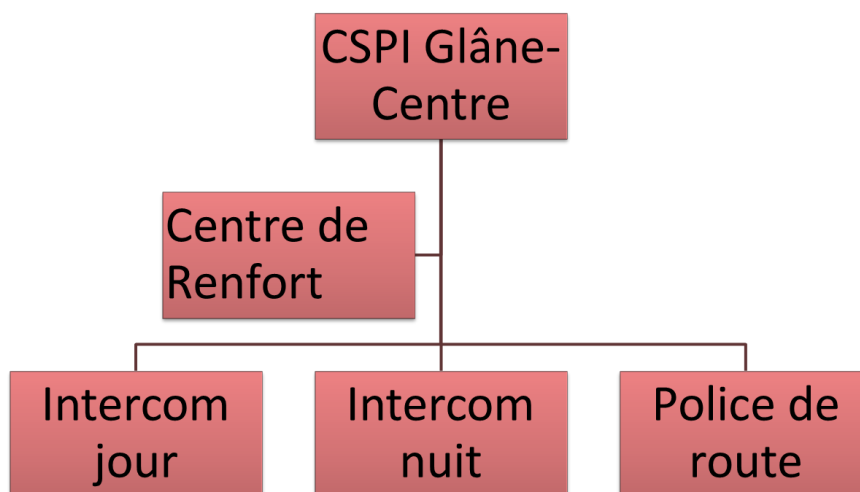 CSPI Glâne-
Centre
Centre de
Renfort
Intercom
jour
Intercom
nuit
Police de
route